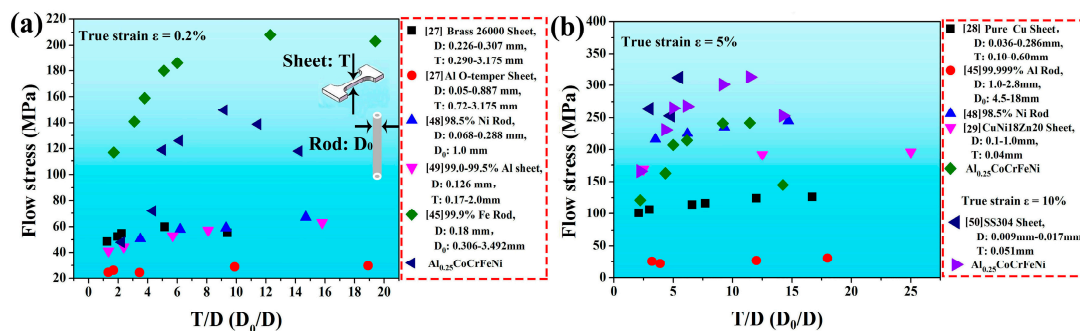 (a)
Flow stress (MPa)
220
200
180
160
140
120
100
80
60
40
20
True strain ε = 0.2%
Sheet: T
Rod: D₀
0 2 4 6 8 10 12 14 16 18 20
T/D (D₀/D)
[27] Brass 26000 Sheet,
D: 0.226-0.307 mm,
T: 0.290-3.175 mm
[27]Al O-temper Sheet,
D: 0.05-0.887 mm,
T: 0.72-3.175mm
[48]98.5% Ni Rod
D: 0.068-0.288 mm,
D₀: 1.0 mm
[49]99.0-99.5% Al sheet,
D: 0.126 mm,
T: 0.17-2.0mm
[45]99.9% Fe Rod,
D: 0.18 mm,
D₀: 0.306-3.492mm
Al₀.₂₅CoCrFeNi
(b)
Flow stress (MPa)
400
350
300
250
200
150
100
50
0
True strain ε = 5%
0 5 10 15 20 25
T/D (D₀/D)
[28] Pure Cu Sheet,
D: 0.036-0.286mm,
T: 0.10-0.60mm
[45]99.999% Al Rod,
D: 1.0-2.8mm,
D₀: 4.5-18mm
[48]98.5% Ni Rod
[29]CuNi18Zn20 Sheet,
D: 0.1-1.0mm,
T: 0.04mm
Al₀.₂₅CoCrFeNi
True strain ε = 10%
[50]SS304 Sheet,
D: 0.009mm-0.017mm
T: 0.051mm
Al₀.₂₅CoCrFeNi